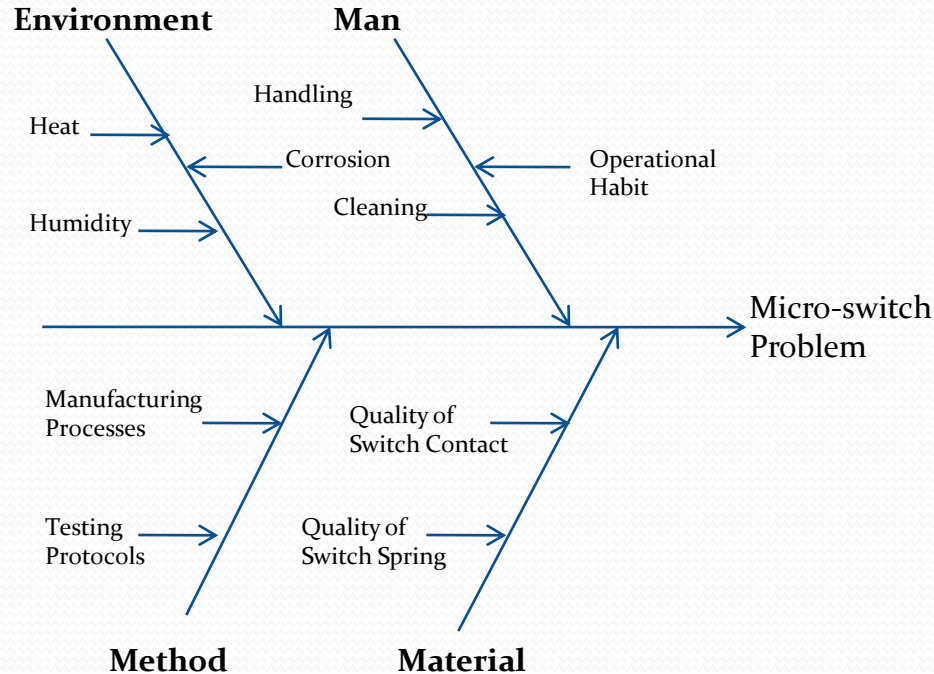 Environment
Man
Handling
Heat
Corrosion
Operational
Habit
Cleaning
Humidity
Micro-switch
Problem
Manufacturing
Processes
Quality of
Switch Contact
Testing
Protocols
Quality of
Switch Spring
Method
Material